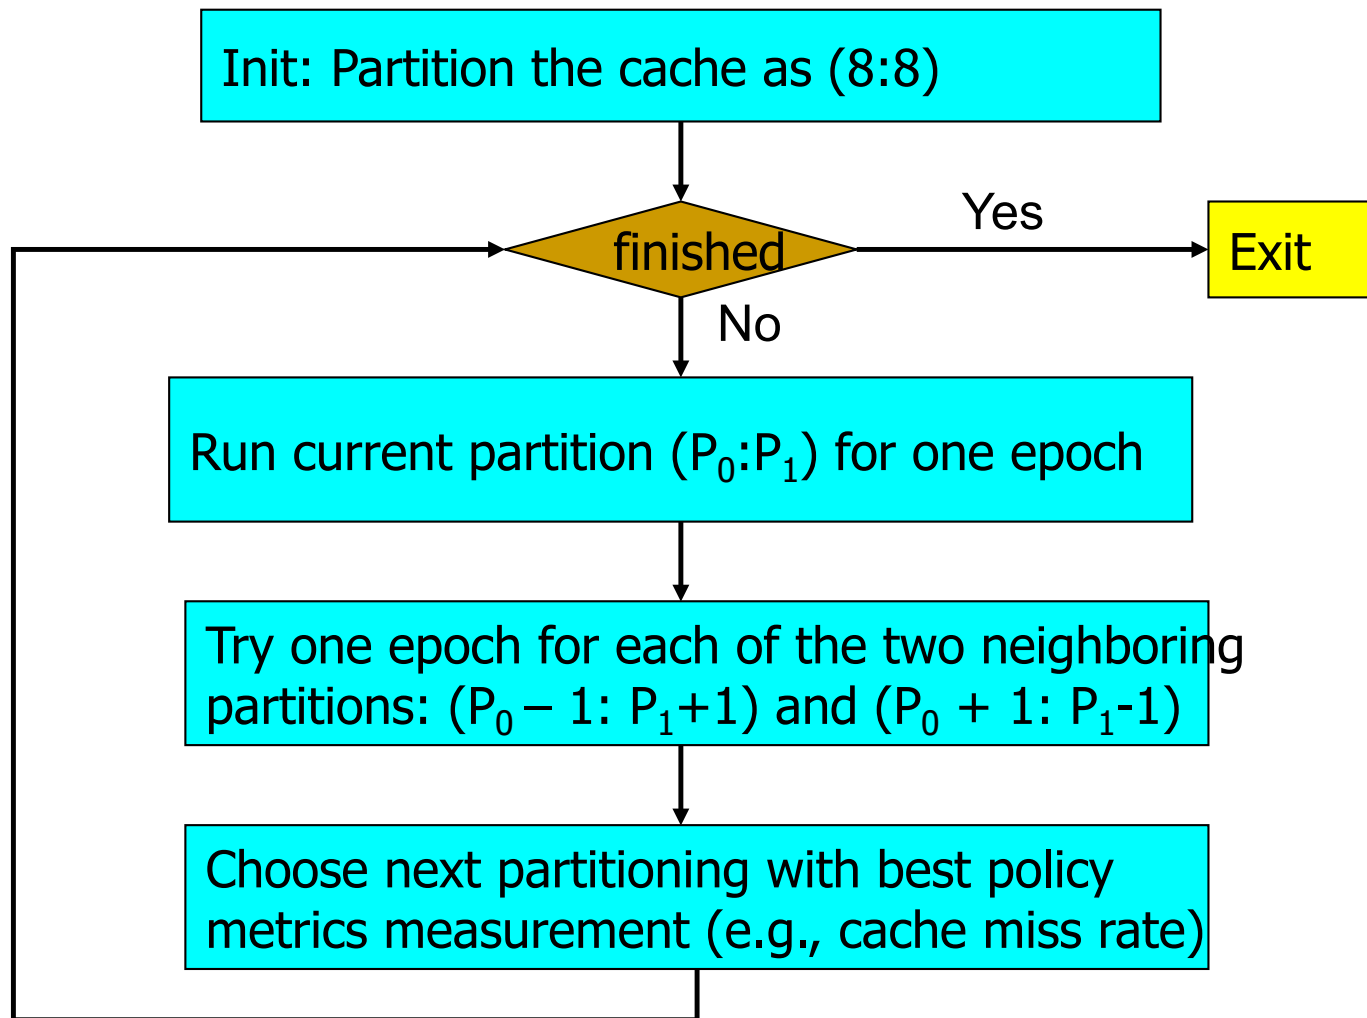 Init: Partition the cache as (8:8)
Yes
finished
Exit
No
Run current partition (P₀:P₁) for one epoch
Try one epoch for each of the two neighboring
partitions: (P₀ – 1: P₁+1) and (P₀ + 1: P₁-1)
Choose next partitioning with best policy
metrics measurement (e.g., cache miss rate)